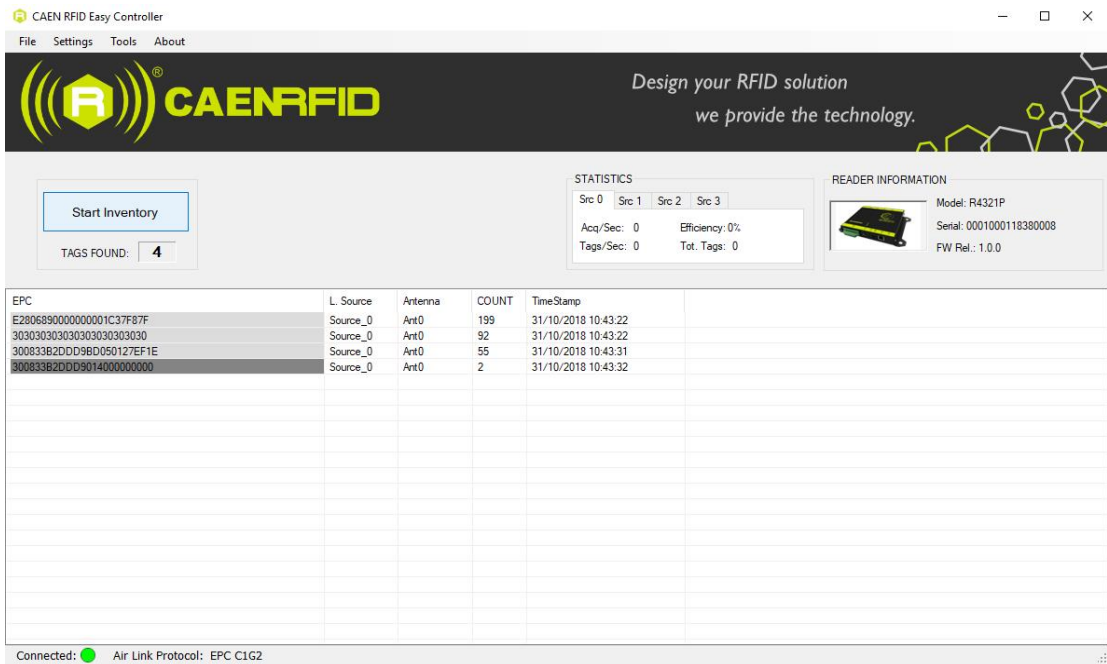 CAEN RFID Easy Controller
File Settings Tools About
CAENRFID
®
Design your RFID solution
we provide the technology.
Start Inventory
TAGS FOUND: 4
STATISTICS
Src 0 Src 1 Src 2 Src 3
Acq/Sec: 0 Efficiency: 0%
Tags/Sec: 0 Tot. Tags: 0
READER INFORMATION
Model: R4321P
Serial: 0001000118380008
FW Rel.: 1.0.0
EPC L. Source Antenna COUNT TimeStamp
E2806890000000001C37F87F Source_0 Ant0 199 31/10/2018 10:43:22
303030303030303030303030 Source_0 Ant0 92 31/10/2018 10:43:22
300833B2DDD9BD050127EF1E Source_0 Ant0 55 31/10/2018 10:43:31
300833B2DDD9014000000000 Source_0 Ant0 2 31/10/2018 10:43:32
Connected: Air Link Protocol: EPC C1G2